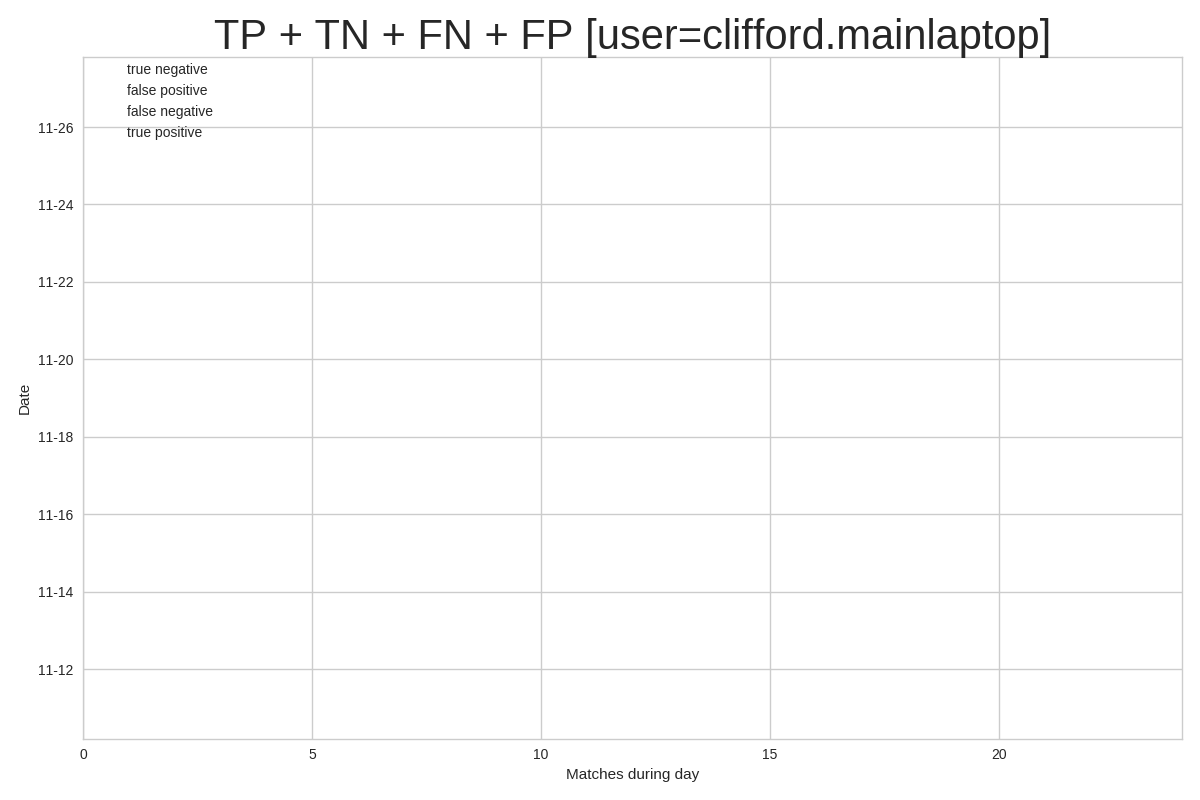 TP + TN + FN + FP [user=clifford.mainlaptop]
true negative
false positive
false negative
true positive
11-26
11-24
11-22
11-20
11-18
11-16
11-14
11-12
Date
0 5 10 15 20
Matches during day